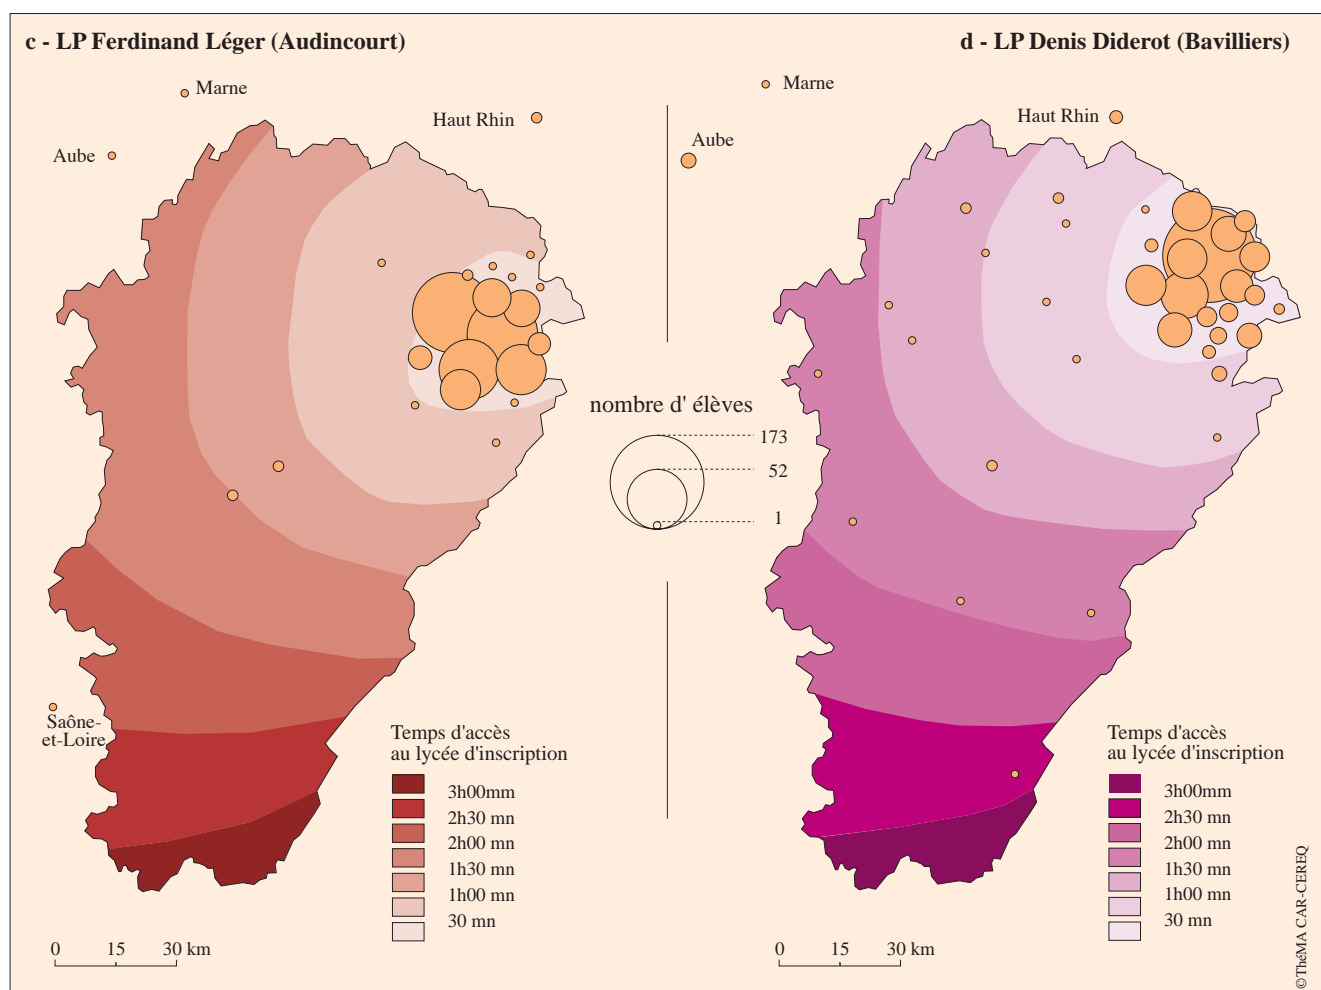 c - LP Ferdinand Léger (Audincourt)
Marne
Haut Rhin
Aube
Saône-
et-Loire
Temps d'accès
au lycée d'inscription
3h00mm
2h30 mn
2h00 mn
1h30 mn
1h00 mn
30 mn
0 15 30 km
nombre d' élèves
173
52
1
d - LP Denis Diderot (Bavilliers)
Marne
Haut Rhin
Aube
Temps d'accès
au lycée d'inscription
3h00mm
2h30 mn
2h00 mn
1h30 mn
1h00 mn
30 mn
0 15 30 km
©ThéMA CAR-CEREQ